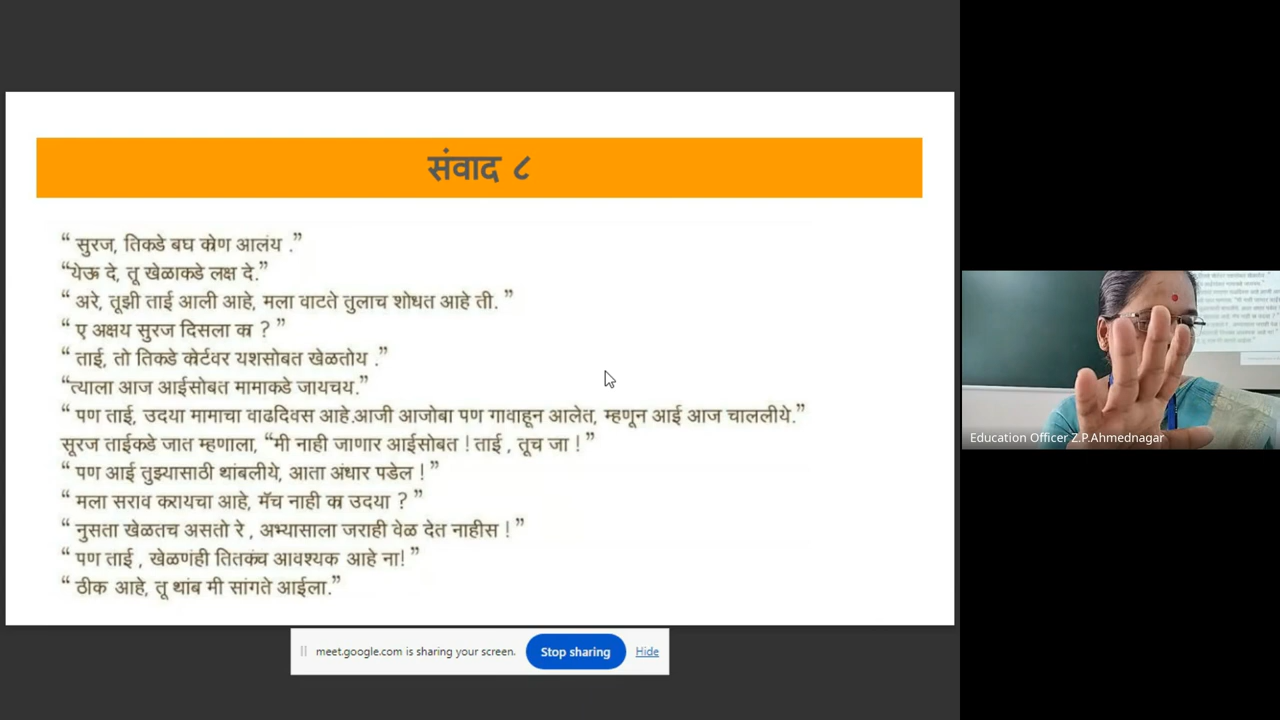 संवाद ८
“ सुरज, तिकडे बघ कोण आलंय .”
“येऊ दे, तू खेळाकडे लक्ष दे.”
“ अरे, तूझी ताई आली आहे, मला वाटते तुलाच शोधत आहे ती. ”
“ ए अक्षय सुरज दिसला का ? ”
“ ताई, तो तिकडे कोर्टवर यशसोबत खेळतोय .”
“त्याला आज आईसोबत मामाकडे जायचय.”
“ पण ताई, उदया मामाचा वाढदिवस आहे.आजी आजोबा पण गावाहून आलेत, म्हणून आई आज चाललीये.”
सूरज ताईकडे जात म्हणाला, “मी नाही जाणार आईसोबत ! ताई , तूच जा ! ”
“ पण आई तुझ्यासाठी थांबलीये, आता अंधार पडेल ! ”
“ मला सराव करायचा आहे, मॅच नाही का उदया ? ”
“ नुसता खेळतच असतो रे , अभ्यासाला जराही वेळ देत नाहीस ! ”
“ पण ताई , खेळणंही तितकंच आवश्यक आहे ना! ”
“ ठीक आहे, तू थांब मी सांगते आईला.”
Education Officer Z.P.Ahmednagar
meet.google.com is sharing your screen. Stop sharing Hide